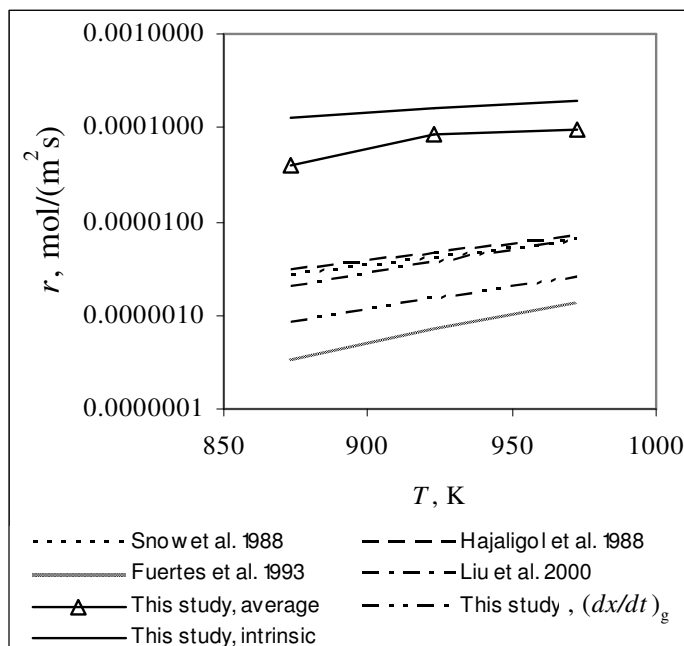 0.0010000
0.0001000
0.0000100
0.0000010
0.0000001
r, mol/(m² s)
850 900 950 1000
T, K
Snow et al. 1988 Hajaligol et al. 1988
Fuertes et al. 1993 Liu et al. 2000
This study, average This study, (dx/dt)g
This study, intrinsic